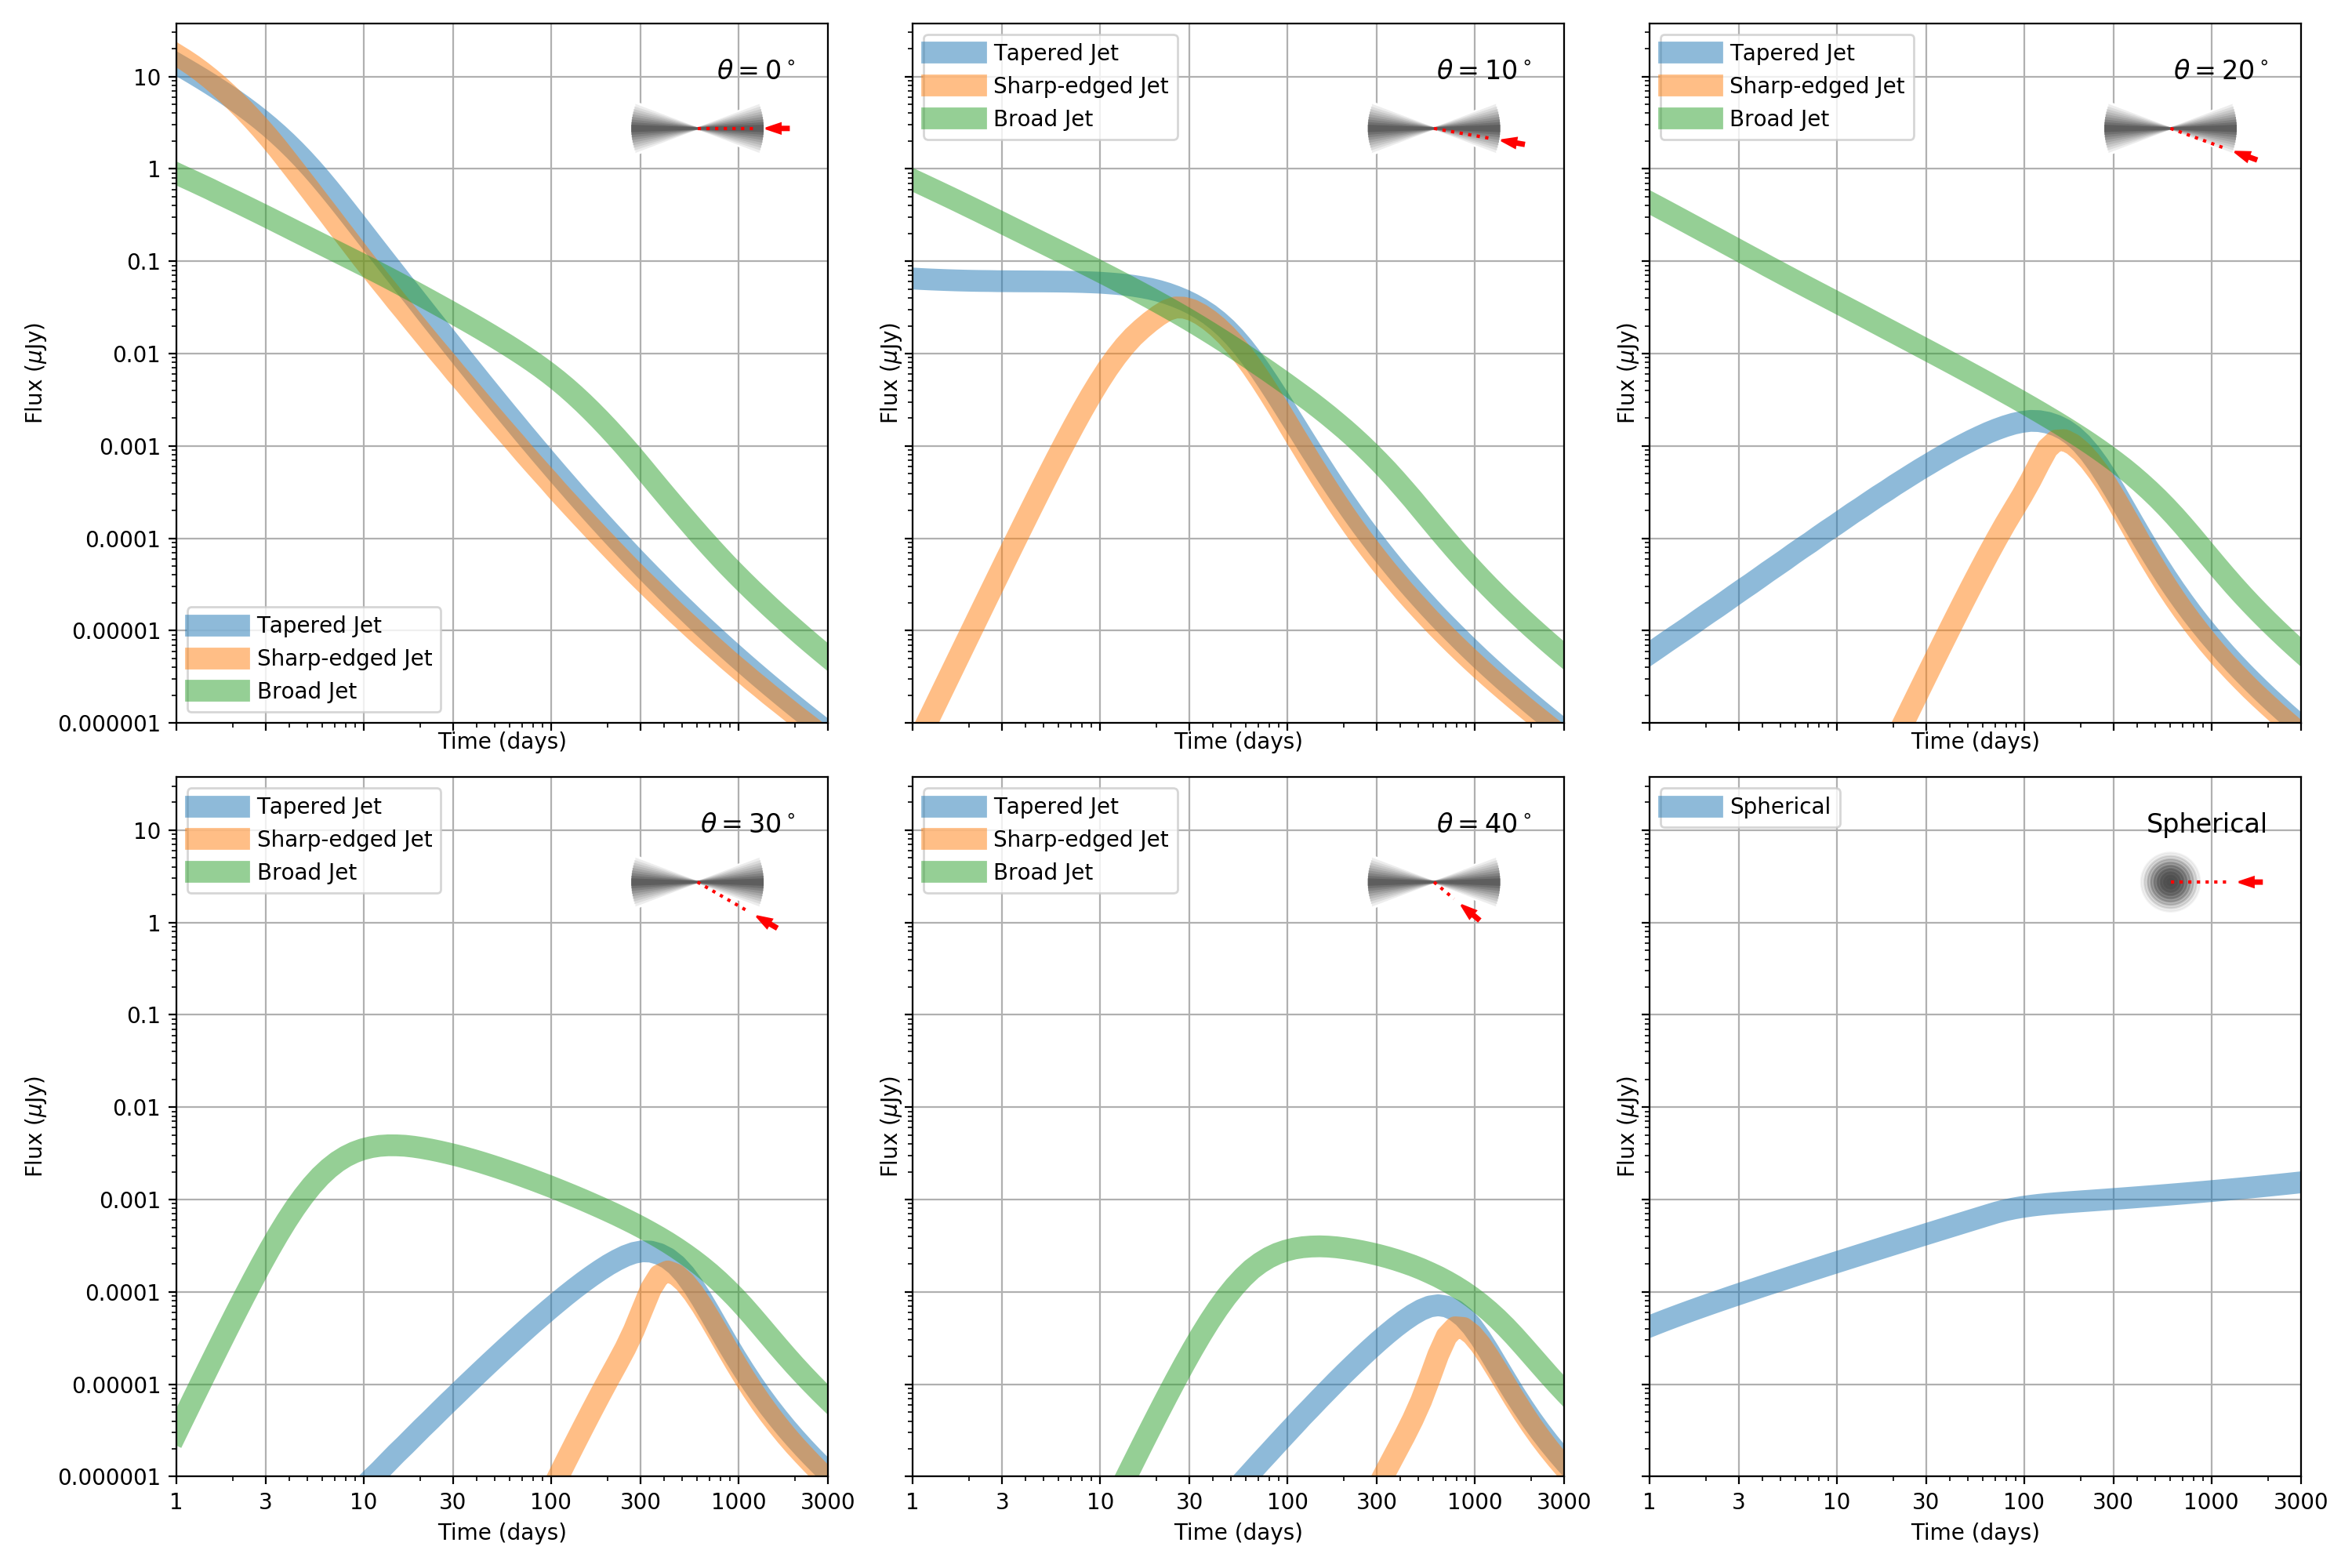 θ = 0°
10
1
0.1
0.01
0.001
0.0001
0.00001
0.000001
Flux (μJy)
Tapered Jet
Sharp-edged Jet
Broad Jet
Time (days)
Tapered Jet
Sharp-edged Jet
Broad Jet
θ = 10°
Flux (μJy)
Time (days)
Tapered Jet
Sharp-edged Jet
Broad Jet
θ = 20°
Flux (μJy)
Time (days)
Tapered Jet
Sharp-edged Jet
Broad Jet
θ = 30°
10
1
0.1
0.01
0.001
0.0001
0.00001
0.0000001
Flux (μJy)
1 3 10 30 100 300 1000 3000
Time (days)
Tapered Jet
Sharp-edged Jet
Broad Jet
θ = 40°
Flux (μJy)
1 3 10 30 100 300 1000 3000
Time (days)
Spherical
Spherical
Flux (μJy)
1 3 10 30 100 300 1000 3000
Time (days)